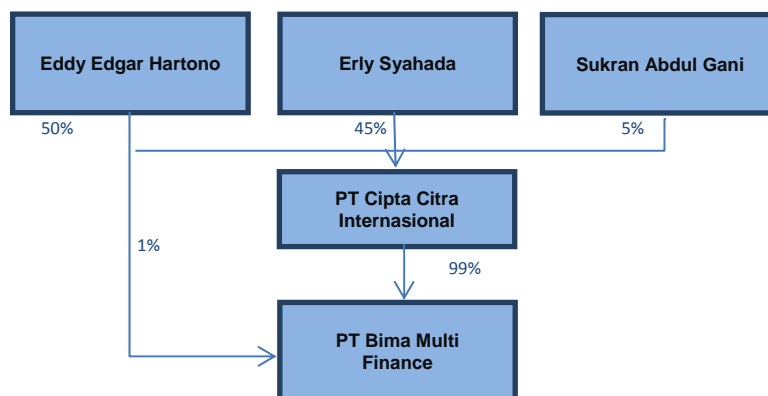 Eddy Edgar Hartono
Erly Syahada
Sukran Abdul Gani
50%
45%
5%
PT Cipta Citra
Internasional
1%
99%
PT Bima Multi
Finance